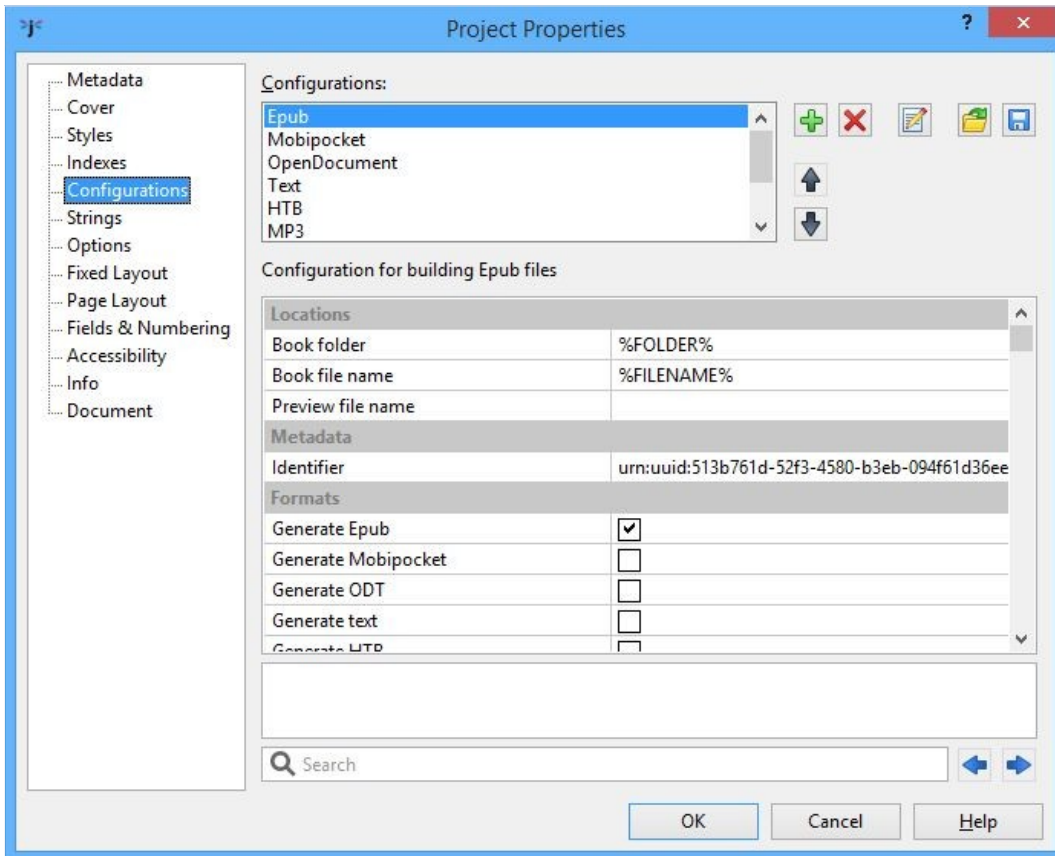 Project Properties
?
Metadata
Cover
Styles
Indexes
Configurations
Strings
Options
Fixed Layout
Page Layout
Fields & Numbering
Accessibility
Info
Document
Configurations:
Epub
Mobipocket
OpenDocument
Text
HTB
MP3
Configuration for building Epub files
Locations
Book folder %FOLDER%
Book file name %FILENAME%
Preview file name
Metadata
Identifier urn:uuid:513b761d-52f3-4580-b3eb-094f61d36ee
Formats
Generate Epub
Generate Mobipocket
Generate ODT
Generate text
Generate HTB
Search
OK Cancel Help